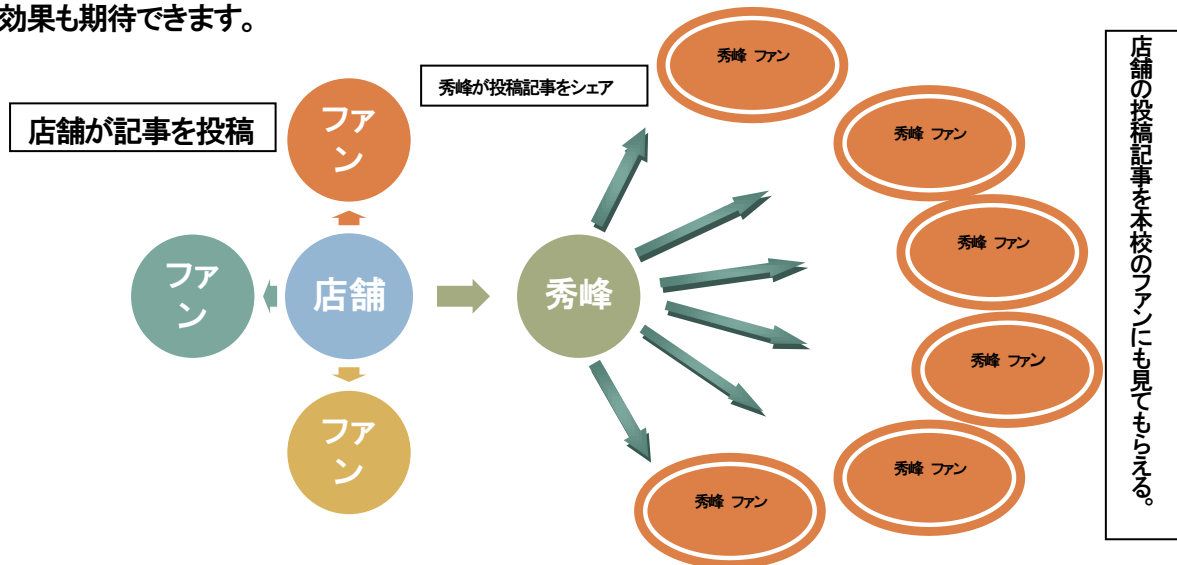 効果も期待できます。
店舗が記事を投稿
秀峰が投稿記事をシェア
ファ
ン
ファ
ン
店舗
ファ
ン
秀峰
秀峰 ファン
秀峰 ファン
秀峰 ファン
秀峰 ファン
秀峰 ファン
秀峰 ファン
店舗の投稿記事を本校のファンにも見てもらえる。